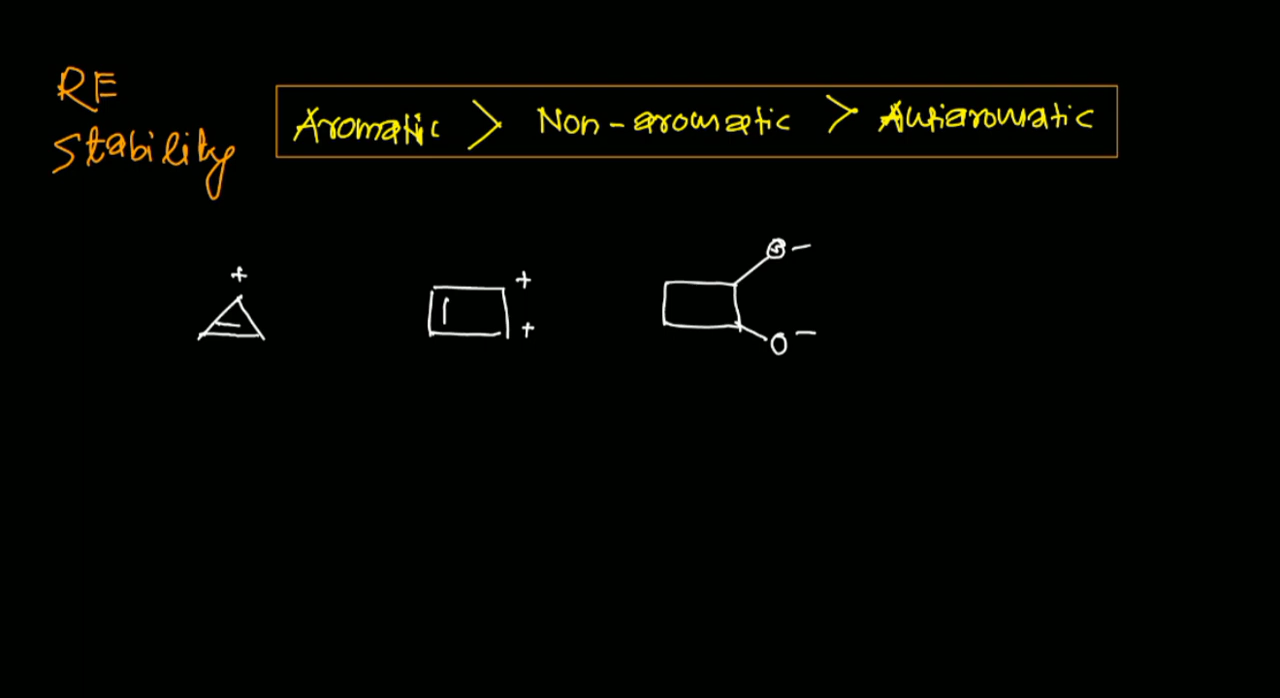 RE
Stability
Aromatic > Non-aromatic > Antiaromatic
+
+
+
-
O -